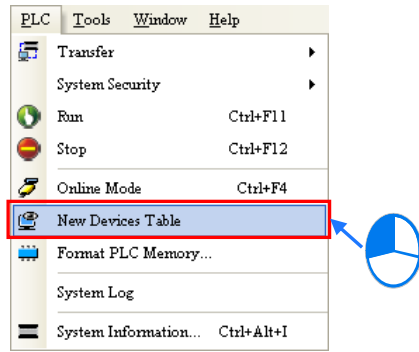 PLC Tools Window Help
Transfer
System Security
Run Ctrl+F11
Stop Ctrl+F12
Online Mode Ctrl+F4
New Devices Table
Format PLC Memory...
System Log
System Information... Ctrl+Alt+I